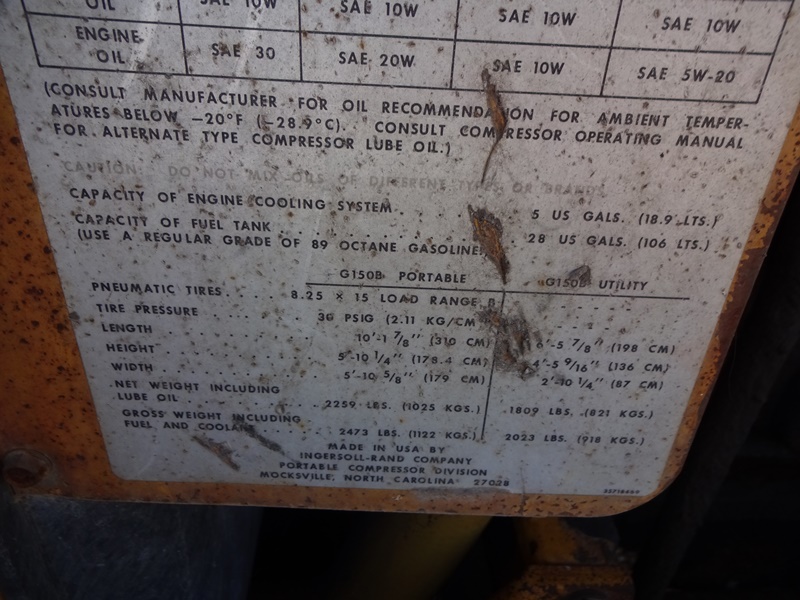 OIL SAE 10W SAE 10W SAE 10W SAE 10W
ENGINE OIL SAE 30 SAE 20W SAE 10W SAE 5W-20
(CONSULT MANUFACTURER FOR OIL RECOMMENDATION FOR AMBIENT TEMPER-
ATURES BELOW –20°F (–28.9°C). CONSULT COMPRESSOR OPERATING MANUAL
FOR ALTERNATE TYPE COMPRESSOR LUBE OIL.)
CAUTION: DO NOT MIX OILS OF DIFFERENT TYPES OR BRANDS
CAPACITY OF ENGINE COOLING SYSTEM . . . . . 5 US GALS. (18.9 LTS.)
CAPACITY OF FUEL TANK . . . . . . . . . . 28 US GALS. (106 LTS.)
(USE A REGULAR GRADE OF 89 OCTANE GASOLINE)
G150B PORTABLE G150B UTILITY
PNEUMATIC TIRES . . . . . 8.25 × 15 LOAD RANGE B - - -
TIRE PRESSURE . . . . . 30 PSIG (2.11 KG/CM - - -
LENGTH . . . . . 10'-1 7/8" (310 CM) 6'-5 7/8" (198 CM)
HEIGHT . . . . . 5'-10 1/4" (178.4 CM) 4'-5 9/16" (136 CM)
WIDTH . . . . . 5'-10 5/8" (179 CM) 2'-10 1/4" (87 CM)
NET WEIGHT INCLUDING
LUBE OIL . . . . . 2259 LBS. (1025 KGS.) 1809 LBS. (821 KGS.)
GROSS WEIGHT INCLUDING
FUEL AND COOLANT . . . . . 2473 LBS. (1122 KGS.) 2023 LBS. (918 KGS.)
MADE IN USA BY
INGERSOLL-RAND COMPANY
PORTABLE COMPRESSOR DIVISION
MOCKSVILLE, NORTH CAROLINA 27028